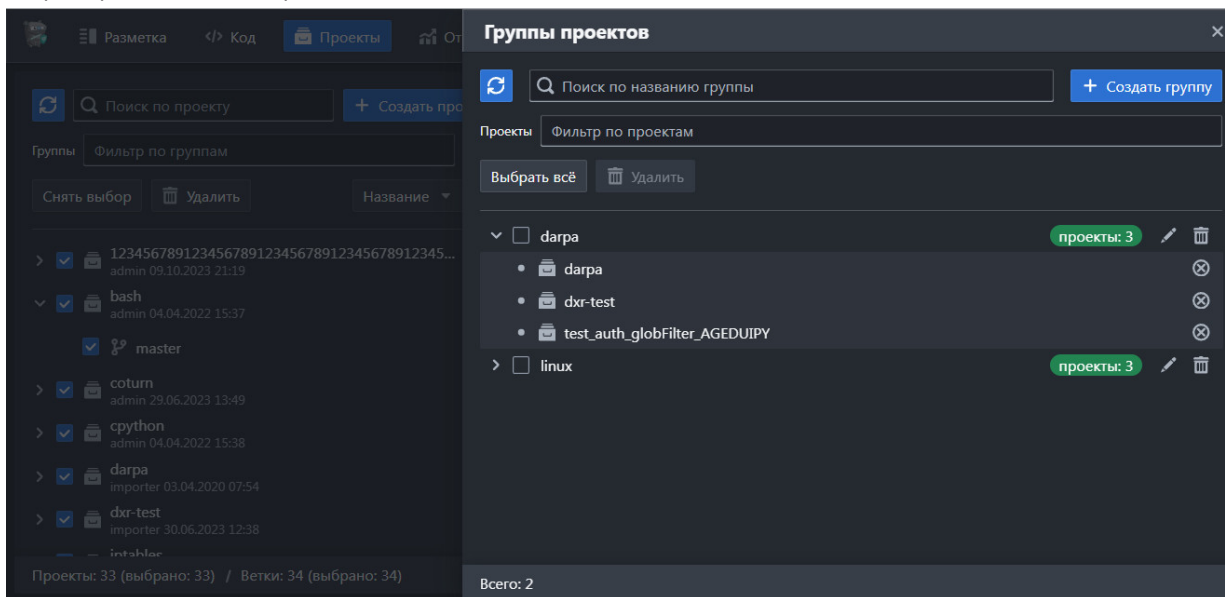 Разметка
Код
Проекты
От
Поиск по проекту
Создать про
Группы
Фильтр по группам
Снять выбор
Удалить
Название
12345678912345678912345678912345678912345...
admin 09.10.2023 21:19
bash
admin 04.04.2022 15:37
master
coturn
admin 29.06.2023 13:49
cpython
admin 04.04.2022 15:38
darpa
importer 03.04.2020 07:54
dxr-test
importer 30.06.2023 12:38
iptables
Проекты: 33 (выбрано: 33) / Ветки: 34 (выбрано: 34)
Группы проектов
Поиск по названию группы
Создать группу
Проекты
Фильтр по проектам
Выбрать всё
Удалить
darpa
проекты: 3
darpa
dxr-test
test_auth_globFilter_AGEDUIPY
linux
проекты: 3
Всего: 2